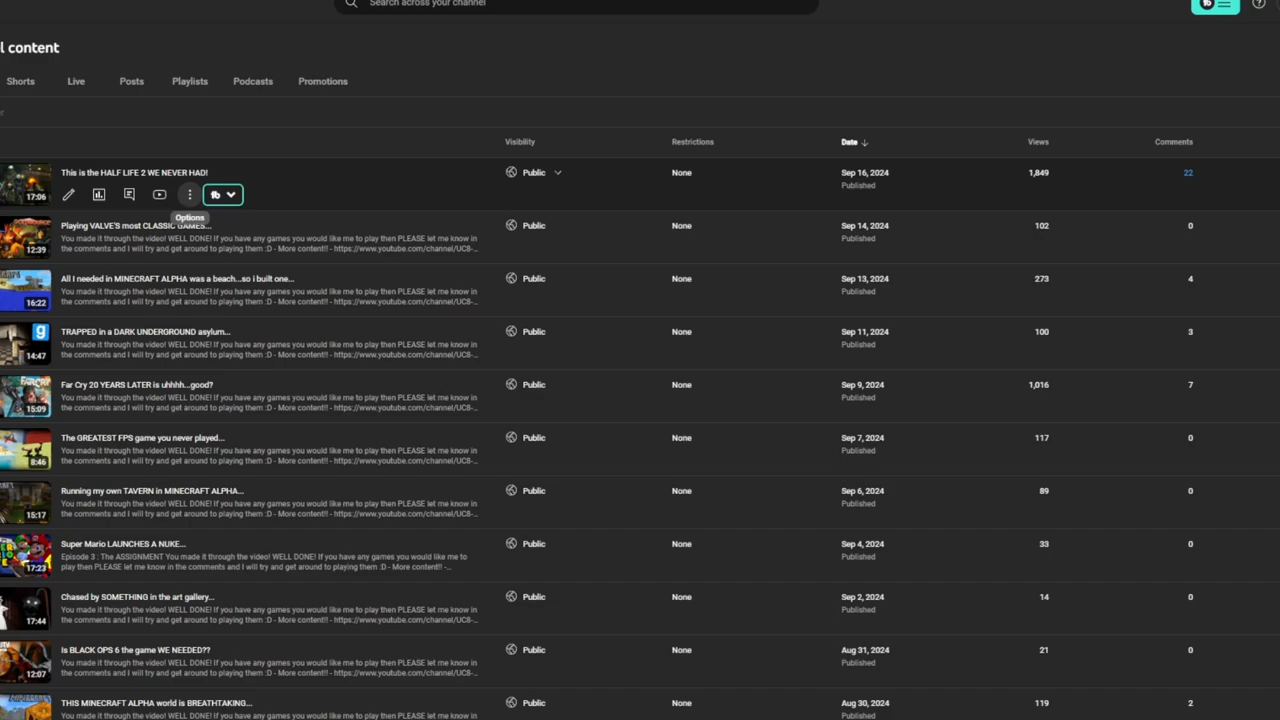 Search across your channel
l content
Shorts Live Posts Playlists Podcasts Promotions
r
Visibility Restrictions Date Views Comments
This is the HALF LIFE 2 WE NEVER HAD! Public None Sep 16, 2024 1,849 22
17:06
Published
Options
Playing VALVE'S most CLASSIC GAMES... Public None Sep 14, 2024 102 0
You made it through the video! WELL DONE! If you have any games you would like me to play then PLEASE let me know in
the comments and I will try and get around to playing them :D - More content!! - https://www.youtube.com/channel/UC8-...
12:39
Published
All I needed in MINECRAFT ALPHA was a beach...so i built one... Public None Sep 13, 2024 273 4
You made it through the video! WELL DONE! If you have any games you would like me to play then PLEASE let me know in
the comments and I will try and get around to playing them :D - More content!! - https://www.youtube.com/channel/UC8-...
16:22
Published
TRAPPED in a DARK UNDERGROUND asylum... Public None Sep 11, 2024 100 3
You made it through the video! WELL DONE! If you have any games you would like me to play then PLEASE let me know in
the comments and I will try and get around to playing them :D - More content!! - https://www.youtube.com/channel/UC8-...
14:47
Published
Far Cry 20 YEARS LATER is uhhhh...good? Public None Sep 9, 2024 1,016 7
You made it through the video! WELL DONE! If you have any games you would like me to play then PLEASE let me know in
the comments and I will try and get around to playing them :D - More content!! - https://www.youtube.com/channel/UC8-...
15:09
Published
The GREATEST FPS game you never played... Public None Sep 7, 2024 117 0
You made it through the video! WELL DONE! If you have any games you would like me to play then PLEASE let me know in
the comments and I will try and get around to playing them :D - More content!! - https://www.youtube.com/channel/UC8-...
8:46
Published
Running my own TAVERN in MINECRAFT ALPHA... Public None Sep 6, 2024 89 0
You made it through the video! WELL DONE! If you have any games you would like me to play then PLEASE let me know in
the comments and I will try and get around to playing them :D - More content!! - https://www.youtube.com/channel/UC8-...
15:17
Published
Super Mario LAUNCHES A NUKE... Public None Sep 4, 2024 33 0
Episode 3 : The ASSIGNMENT You made it through the video! WELL DONE! If you have any games you would like me to
play then PLEASE let me know in the comments and I will try and get around to playing them :D - More content!! -...
17:23
Published
Chased by SOMETHING in the art gallery... Public None Sep 2, 2024 14 0
You made it through the video! WELL DONE! If you have any games you would like me to play then PLEASE let me know in
the comments and I will try and get around to playing them :D - More content!! - https://www.youtube.com/channel/UC8-...
17:44
Published
Is BLACK OPS 6 the game WE NEEDED?? Public None Aug 31, 2024 21 0
You made it through the video! WELL DONE! If you have any games you would like me to play then PLEASE let me know in
the comments and I will try and get around to playing them :D - More content!! - https://www.youtube.com/channel/UC8-...
12:07
Published
THIS MINECRAFT ALPHA world is BREATHTAKING... Public None Aug 30, 2024 119 2
You made it through the video! WELL DONE! If you have any games you would like me to play then PLEASE let me know in
Published